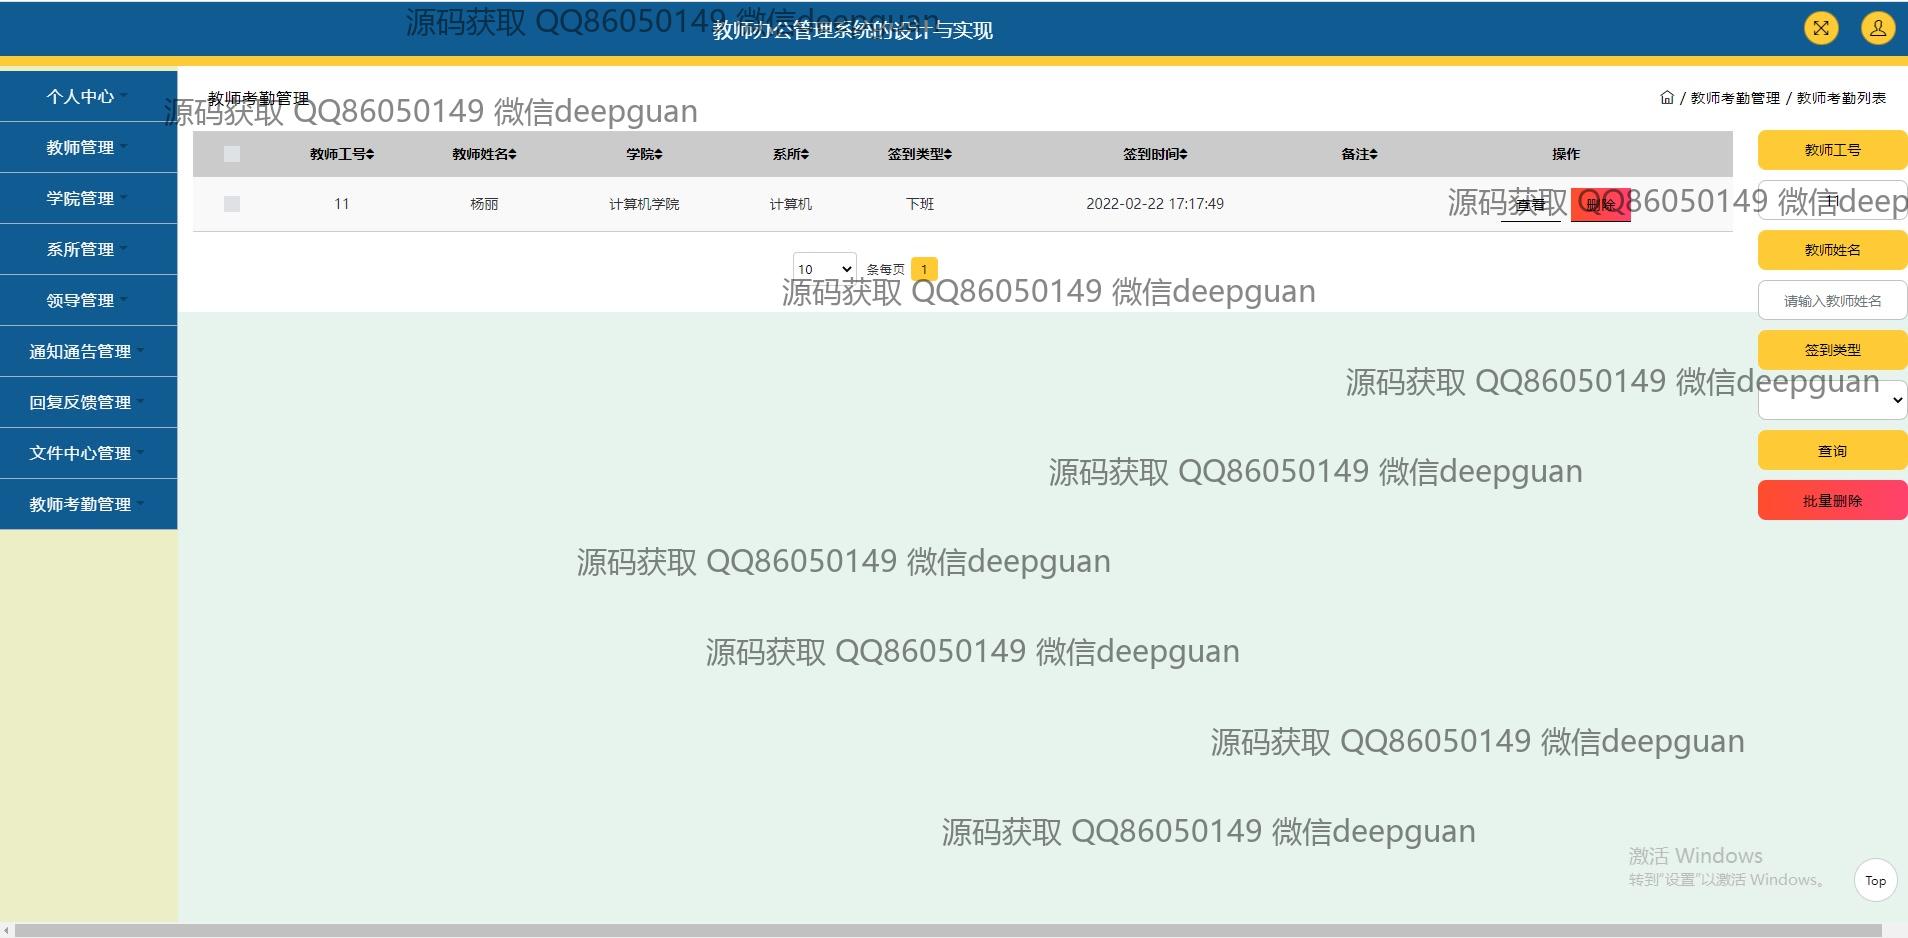 源码获取 QQ86050149 微信deepguan
教师办公管理系统的设计与实现
个人中心
教师管理
学院管理
系所管理
领导管理
通知通告管理
回复反馈管理
文件中心管理
教师考勤管理
教师考勤管理
源码获取 QQ86050149 微信deepguan
/ 教师考勤管理 / 教师考勤列表
教师工号 教师姓名 学院 系所 签到类型 签到时间 备注 操作
11 杨丽 计算机学院 计算机 下班 2022-02-22 17:17:49 查看 删除
源码获取 QQ86050149 微信deep
10 条每页 1
源码获取 QQ86050149 微信deepguan
教师工号
11
教师姓名
请输入教师姓名
签到类型
源码获取 QQ86050149 微信deepguan
查询
源码获取 QQ86050149 微信deepguan
批量删除
源码获取 QQ86050149 微信deepguan
源码获取 QQ86050149 微信deepguan
源码获取 QQ86050149 微信deepguan
源码获取 QQ86050149 微信deepguan
激活 Windows
转到"设置"以激活 Windows。
Top